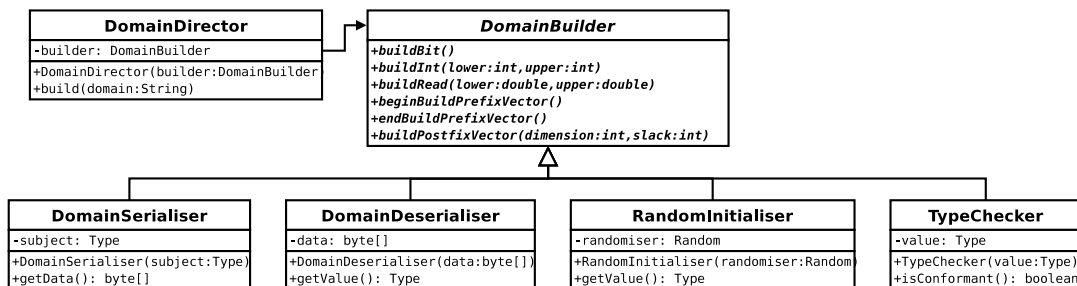 DomainDirector
-builder: DomainBuilder
+DomainDirector(builder:DomainBuilder)
+build(domain:String)
DomainBuilder
+buildBit()
+buildInt(lower:int,upper:int)
+buildRead(lower:double,upper:double)
+beginBuildPrefixVector()
+endBuildPrefixVector()
+buildPostfixVector(dimension:int,slack:int)
DomainSerialiser
-subject: Type
+DomainSerialiser(subject:Type)
+getData(): byte[]
DomainDeserialiser
-data: byte[]
+DomainDeserialiser(data:byte[])
+getValue(): Type
RandomInitialiser
-randomiser: Random
+RandomInitialiser(randomiser:Random)
+getValue(): Type
TypeChecker
-value: Type
+TypeChecker(value:Type)
+isConformant(): boolean